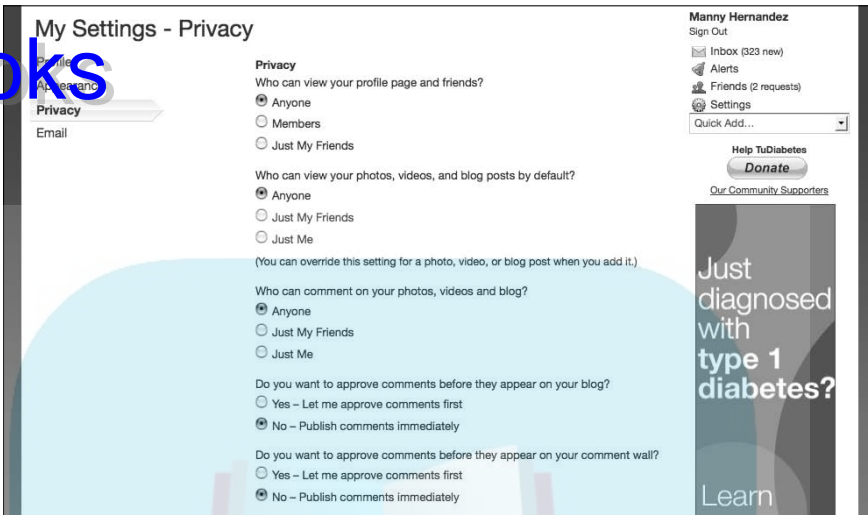 My Settings - Privacy
oks
Profile
Appearance
Privacy
Email
Privacy
Who can view your profile page and friends?
Anyone
Members
Just My Friends
Who can view your photos, videos, and blog posts by default?
Anyone
Just My Friends
Just Me
(You can override this setting for a photo, video, or blog post when you add it.)
Who can comment on your photos, videos and blog?
Anyone
Just My Friends
Just Me
Do you want to approve comments before they appear on your blog?
Yes – Let me approve comments first
No – Publish comments immediately
Do you want to approve comments before they appear on your comment wall?
Yes – Let me approve comments first
No – Publish comments immediately
Manny Hernandez
Sign Out
Inbox (323 new)
Alerts
Friends (2 requests)
Settings
Quick Add...
Help TuDiabetes
Donate
Our Community Supporters
Just
diagnosed
with
type 1
diabetes?
Learn